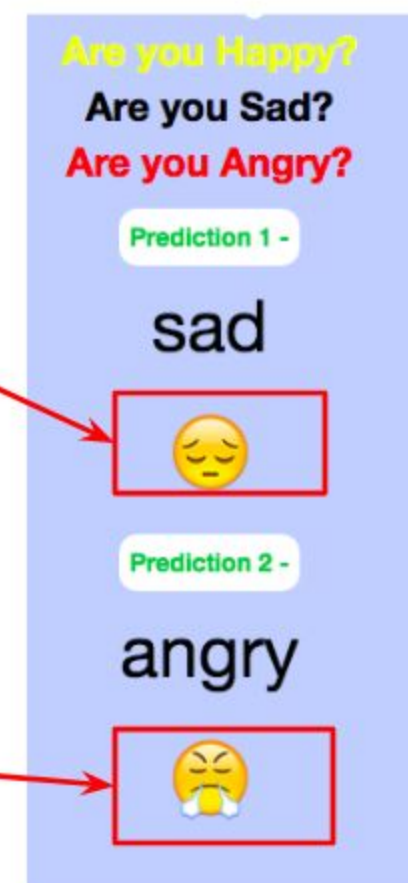 Are you Happy?
Are you Sad?
Are you Angry?
Prediction 1 -
sad
Prediction 2 -
angry